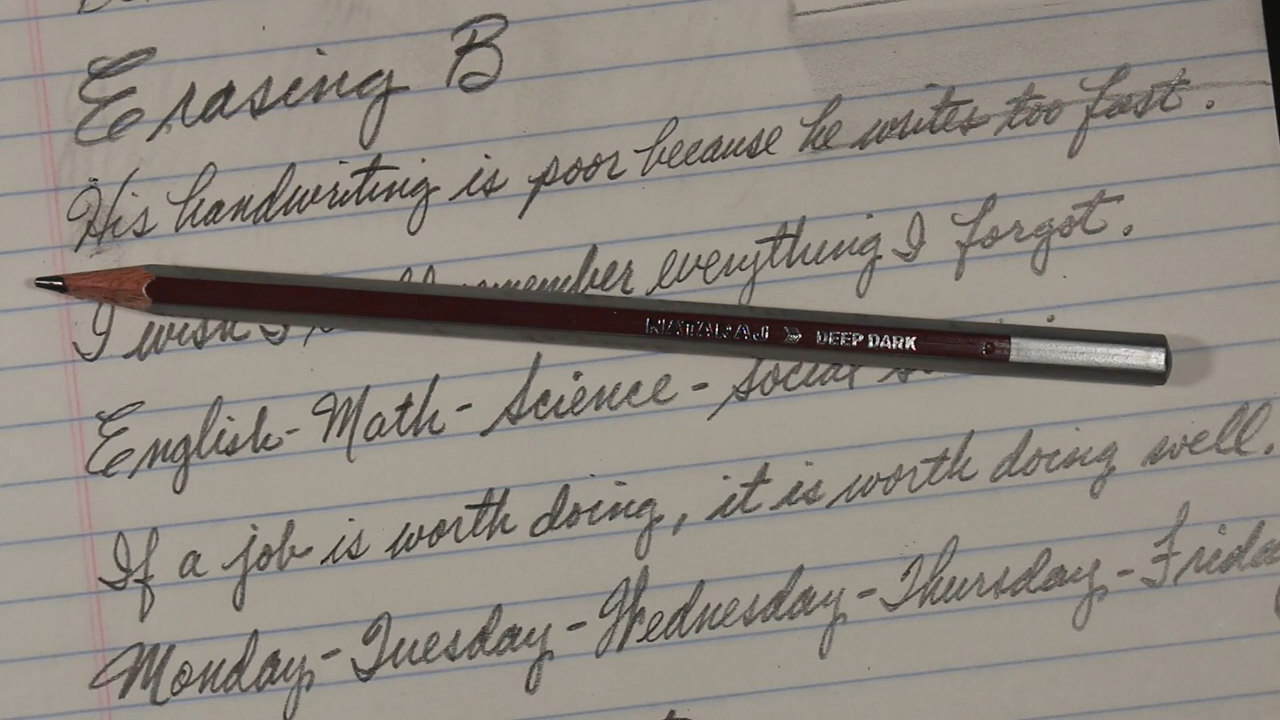 Erasing B
His handwriting is poor because he writes too fast.
I wish I remember everything I forgot.
NATARAJ DEEP DARK
English - Math - Science - Social
If a job is worth doing, it is worth doing well.
Monday - Tuesday - Wednesday - Thursday - Frida